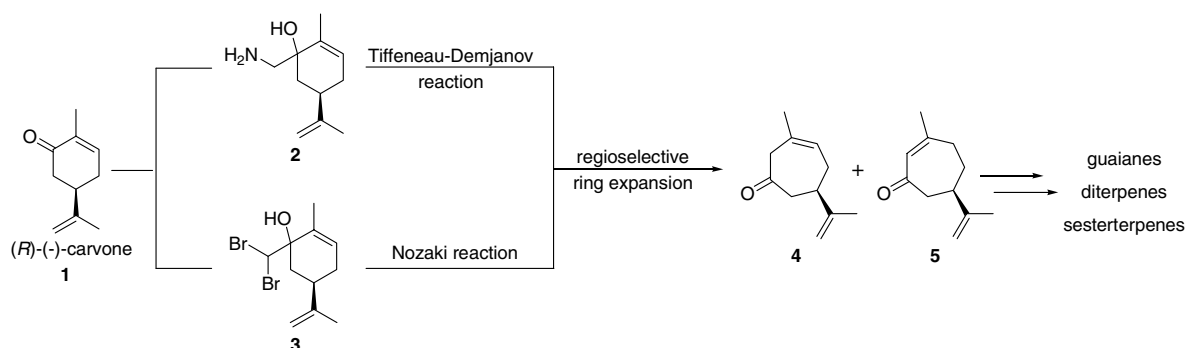 O
(R)-(-)-carvone
1
HO
H2N
2
HO
Br
Br
3
Tiffeneau-Demjanov
reaction
Nozaki reaction
regioselective
ring expansion
O
4
+
O
5
guaianes
diterpenes
sesterterpenes